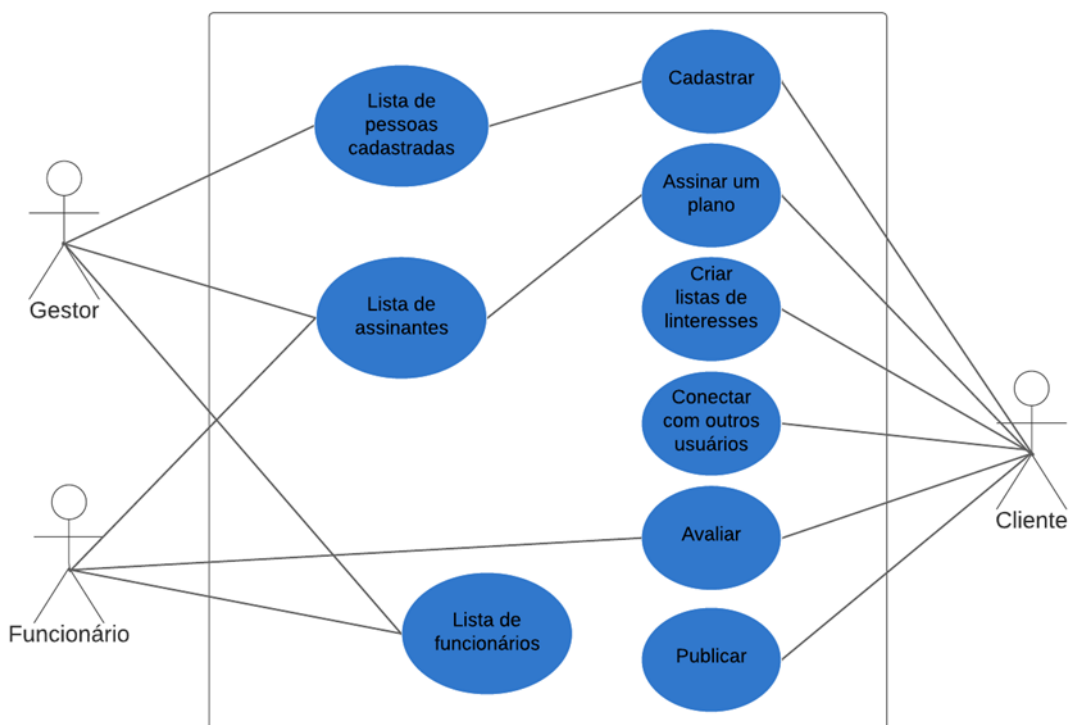 Cadastrar
Lista de
pessoas
cadastradas
Assinar um
plano
Gestor
Lista de
assinantes
Criar
listas de
linteresses
Conectar
com outros
usuários
Cliente
Avaliar
Funcionário
Lista de
funcionários
Publicar